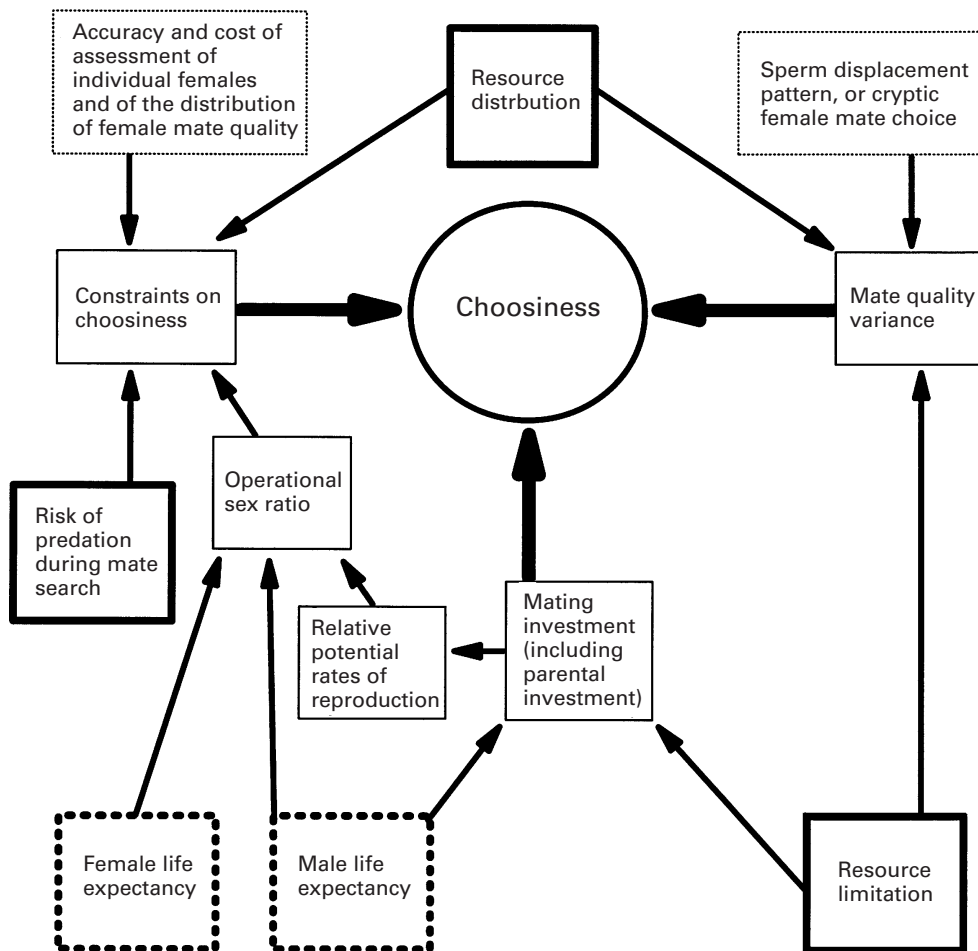 Accuracy and cost of
assessment of
individual females
and of the distribution
of female mate quality
Resource
distrbution
Sperm displacement
pattern, or cryptic
female mate choice
Constraints on
choosiness
Choosiness
Mate quality
variance
Operational
sex ratio
Risk of
predation
during mate
search
Relative
potential
rates of
reproduction
Mating
investment
(including
parental
investment)
Female life
expectancy
Male life
expectancy
Resource
limitation